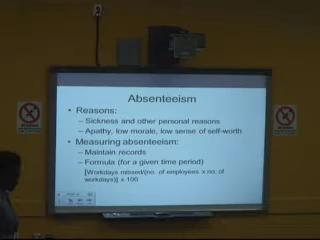 Absenteeism
• Reasons:
– Sickness and other personal reasons
– Apathy, low morale, low sense of self-worth
• Measuring absenteeism:
– Maintain records
– Formula (for a given time period)
[Workdays missed/(no. of employees x no. of
workdays)] x 100